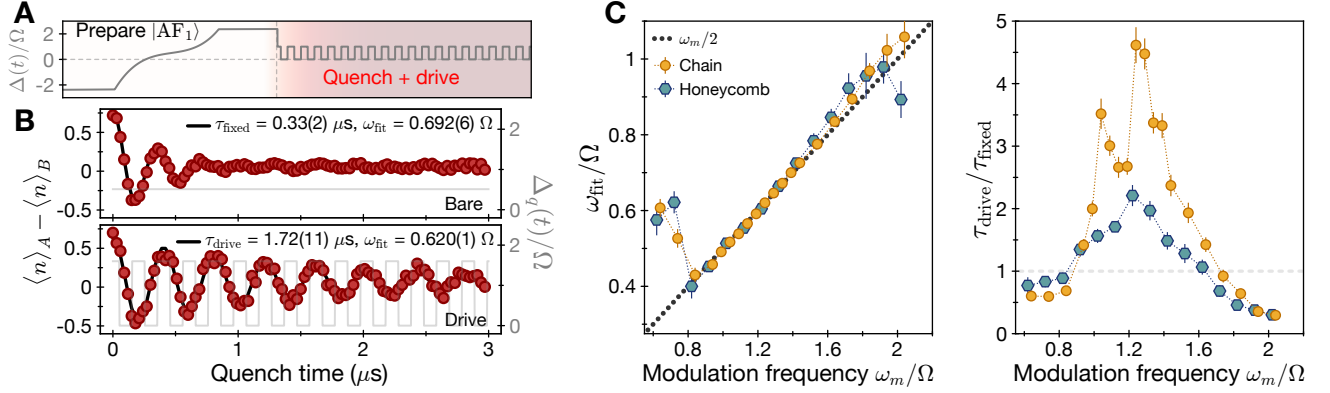 A
Prepare |AF₁⟩
Δ(t)/Ω
2
0
-2
Quench + drive
B
⟨n⟩_A − ⟨n⟩_B
0.5
0
-0.5
τ_fixed = 0.33(2) μs, ω_fit = 0.692(6) Ω
Bare
2
1
0
0.5
0
-0.5
τ_drive = 1.72(11) μs, ω_fit = 0.620(1) Ω
Drive
2
1
0
Δ_q(t)/Ω
0
1
2
3
Quench time (μs)
C
ω_fit/Ω
1
0.8
0.6
0.4
ω_m/2
Chain
Honeycomb
0.8
1.2
1.6
2
Modulation frequency ω_m/Ω
τ_drive/τ_fixed
5
4
3
2
1
0
0.8
1.2
1.6
2
Modulation frequency ω_m/Ω